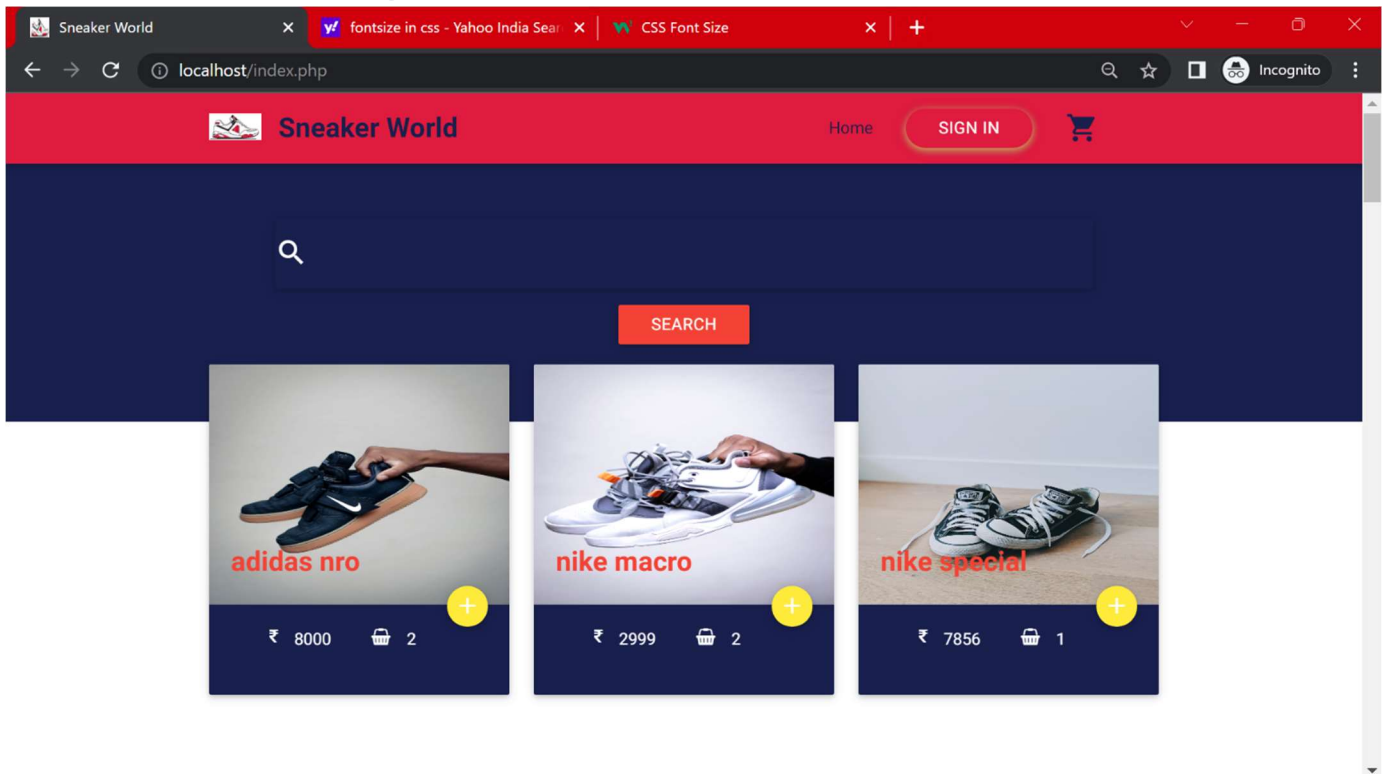 Sneaker World
fontsize in css - Yahoo India Sear
CSS Font Size
localhost/index.php
Incognito
Sneaker World
Home
SIGN IN
SEARCH
adidas nro
nike macro
nike special
₹ 8000 2
₹ 2999 2
₹ 7856 1